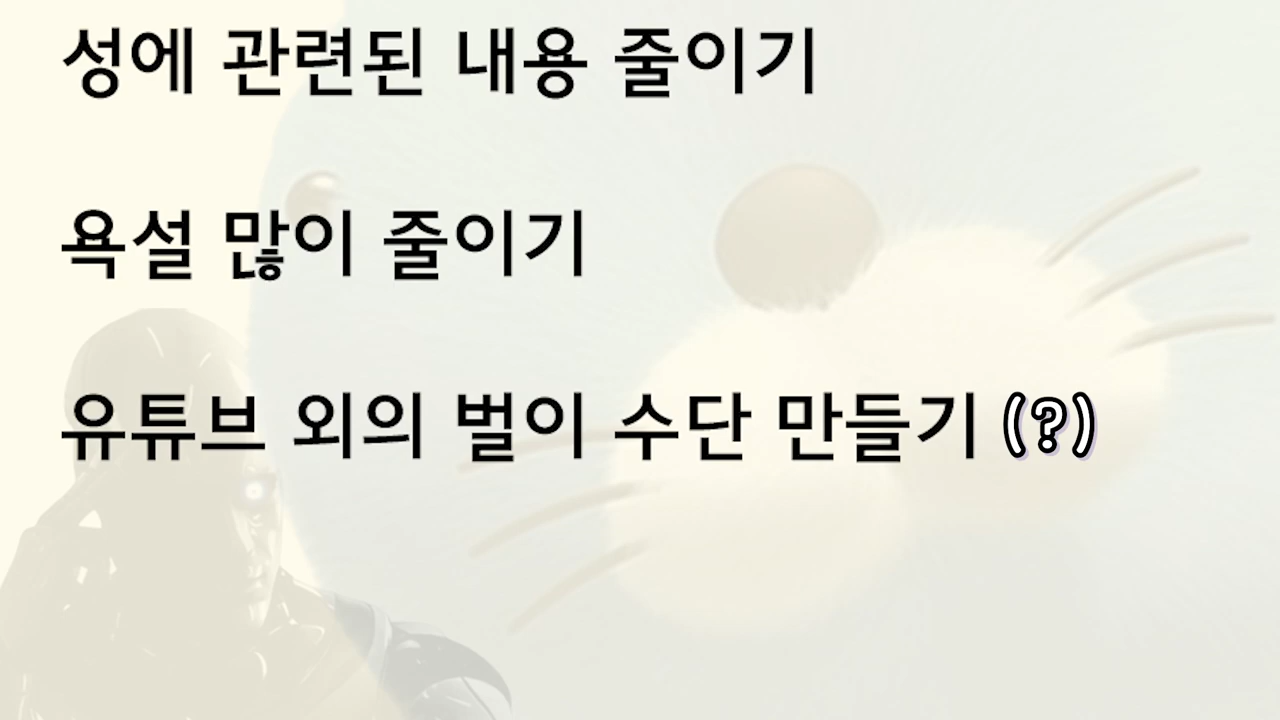 성에 관련된 내용 줄이기
욕설 많이 줄이기
유튜브 외의 벌이 수단 만들기 (?)